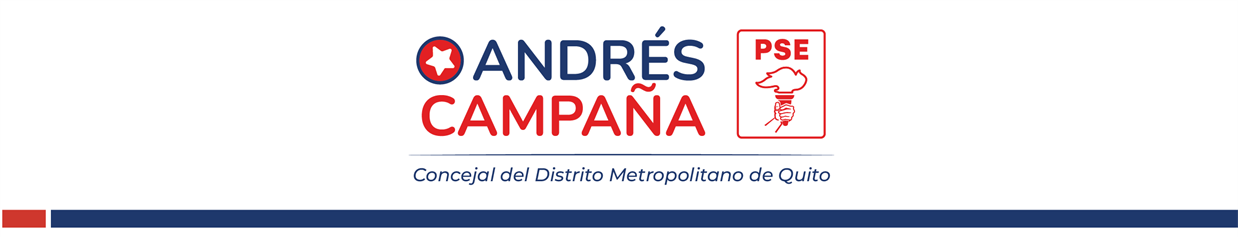 ANDRÉS
CAMPAÑA
PSE
Concejal del Distrito Metropolitano de Quito